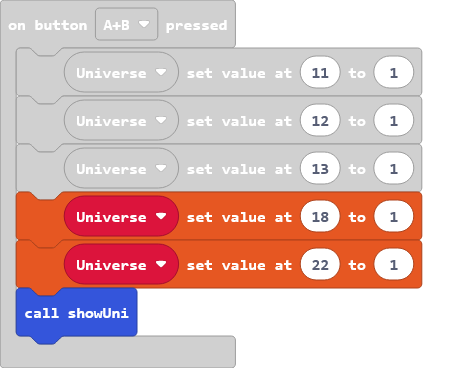 on button A+B pressed
Universe set value at 11 to 1
Universe set value at 12 to 1
Universe set value at 13 to 1
Universe set value at 18 to 1
Universe set value at 22 to 1
call showUni